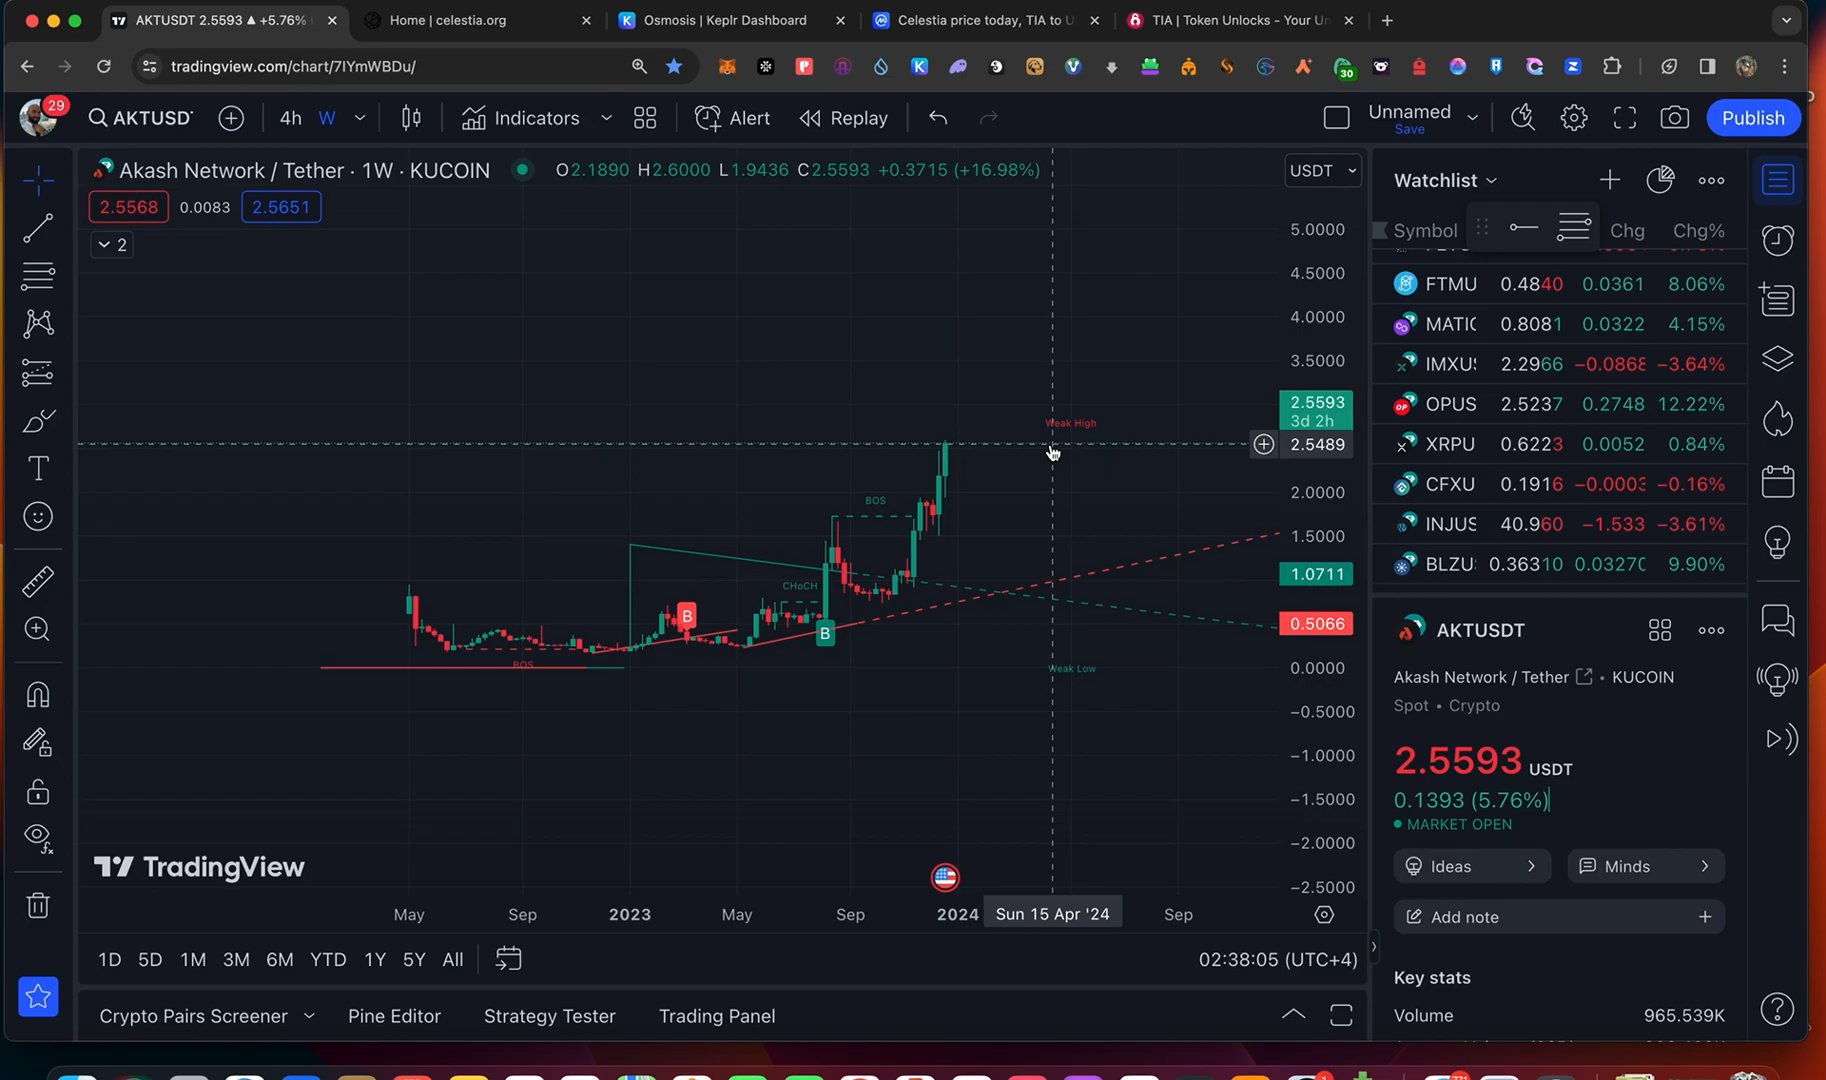 AKTUSDT 2.5593 ▲ +5.76%
Home | celestia.org
Osmosis | Keplr Dashboard
Celestia price today, TIA to U
TIA | Token Unlocks - Your Un
tradingview.com/chart/7IYmWBDu/
30
29
AKTUSD
4h
W
Indicators
Alert
Replay
Unnamed
Save
Publish
Akash Network / Tether · 1W · KUCOIN
O2.1890 H2.6000 L1.9436 C2.5593 +0.3715 (+16.98%)
USDT
2.5568
0.0083
2.5651
2
5.0000
4.5000
4.0000
3.5000
2.5593
3d 2h
2.5489
2.0000
1.5000
1.0711
0.5066
0.0000
−0.5000
−1.0000
−1.5000
−2.0000
−2.5000
Weak High
BOS
CHoCH
B
B
BOS
Weak Low
TradingView
May
Sep
2023
May
Sep
2024
Sun 15 Apr '24
Sep
1D 5D 1M 3M 6M YTD 1Y 5Y All
02:38:05 (UTC+4)
Crypto Pairs Screener
Pine Editor
Strategy Tester
Trading Panel
Watchlist
Symbol
Chg
Chg%
FTMU 0.4840 0.0361 8.06%
MATIC 0.8081 0.0322 4.15%
IMXUS 2.2966 −0.0868 −3.64%
OPUS 2.5237 0.2748 12.22%
XRPU 0.6223 0.0052 0.84%
CFXU 0.1916 −0.0003 −0.16%
INJUS 40.960 −1.533 −3.61%
BLZU 0.36310 0.03270 9.90%
AKTUSDT
Akash Network / Tether • KUCOIN
Spot • Crypto
2.5593 USDT
0.1393 (5.76%)
MARKET OPEN
Ideas
Minds
Add note
Key stats
Volume
965.539K